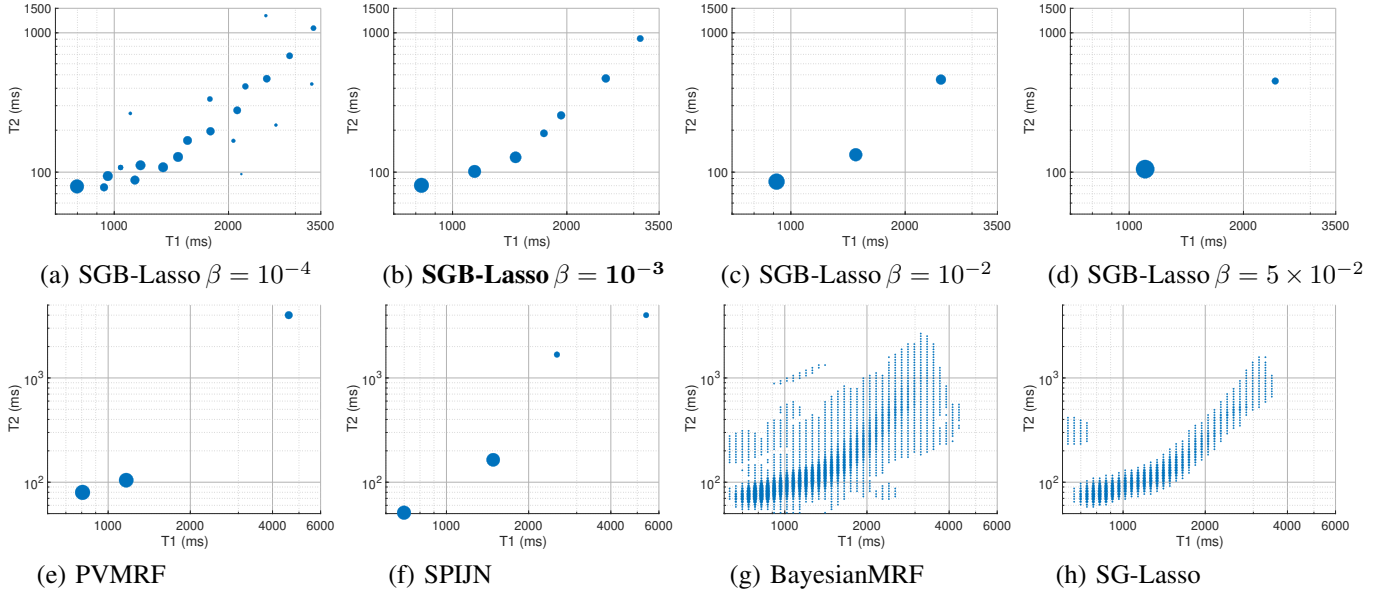 1500
1000
100
T2 (ms)
1000
2000
3500
T1 (ms)
(a) SGB-Lasso β = 10⁻⁴
1500
1000
100
T2 (ms)
1000
2000
3500
T1 (ms)
(b) SGB-Lasso β = 10⁻³
1500
1000
100
T2 (ms)
1000
2000
3500
T1 (ms)
(c) SGB-Lasso β = 10⁻²
1500
1000
100
T2 (ms)
1000
2000
3500
T1 (ms)
(d) SGB-Lasso β = 5 × 10⁻²
10³
10²
T2 (ms)
1000
2000
4000
6000
T1 (ms)
(e) PVMRF
10³
10²
T2 (ms)
1000
2000
4000
6000
T1 (ms)
(f) SPIJN
10³
10²
T2 (ms)
1000
2000
4000
6000
T1 (ms)
(g) BayesianMRF
10³
10²
T2 (ms)
1000
2000
4000
6000
T1 (ms)
(h) SG-Lasso